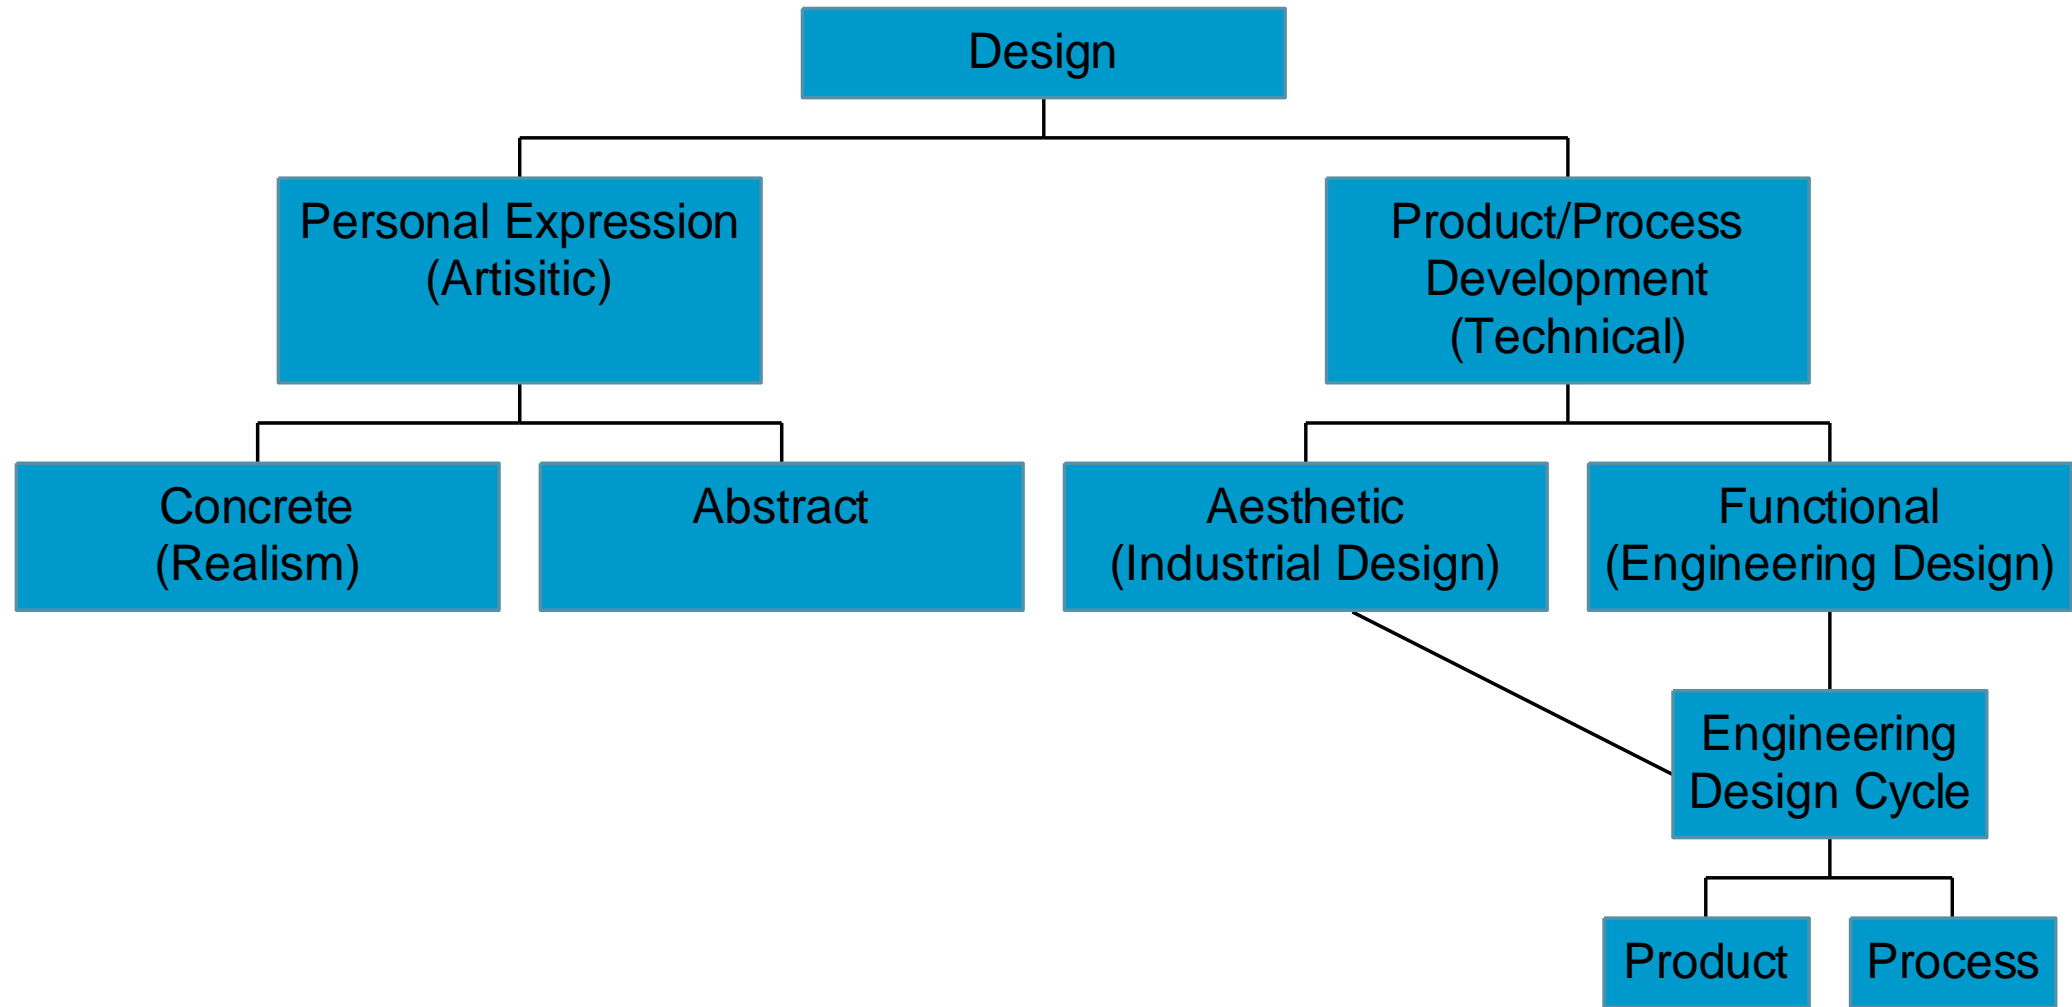 Design
Personal Expression
(Artisitic)
Product/Process
Development
(Technical)
Concrete
(Realism)
Abstract
Aesthetic
(Industrial Design)
Functional
(Engineering Design)
Engineering
Design Cycle
Product
Process